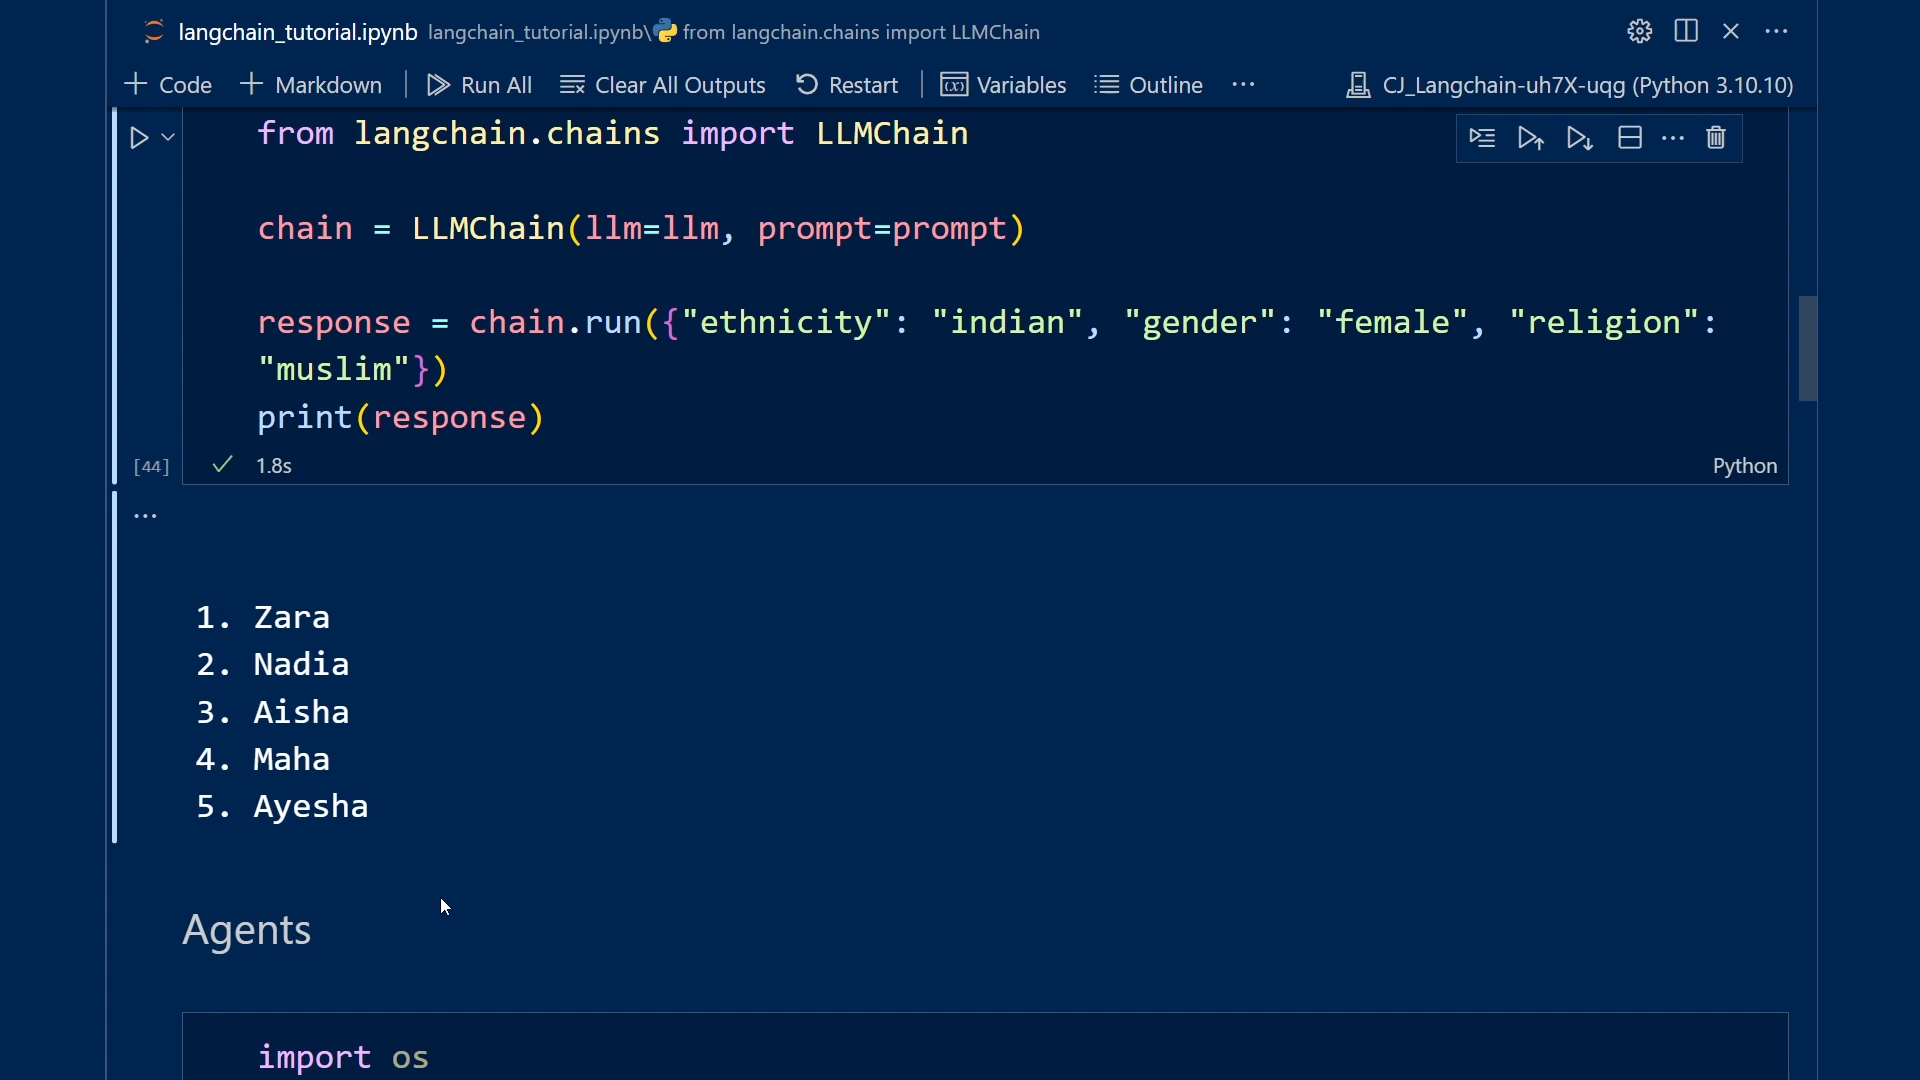 langchain_tutorial.ipynb langchain_tutorial.ipynb\ from langchain.chains import LLMChain
Code Markdown Run All Clear All Outputs Restart Variables Outline ... CJ_Langchain-uh7X-uqg (Python 3.10.10)
from langchain.chains import LLMChain
chain = LLMChain(llm=llm, prompt=prompt)
response = chain.run({"ethnicity": "indian", "gender": "female", "religion":
"muslim"})
print(response)
[44] 1.8s Python
...
1. Zara
2. Nadia
3. Aisha
4. Maha
5. Ayesha
Agents
import os